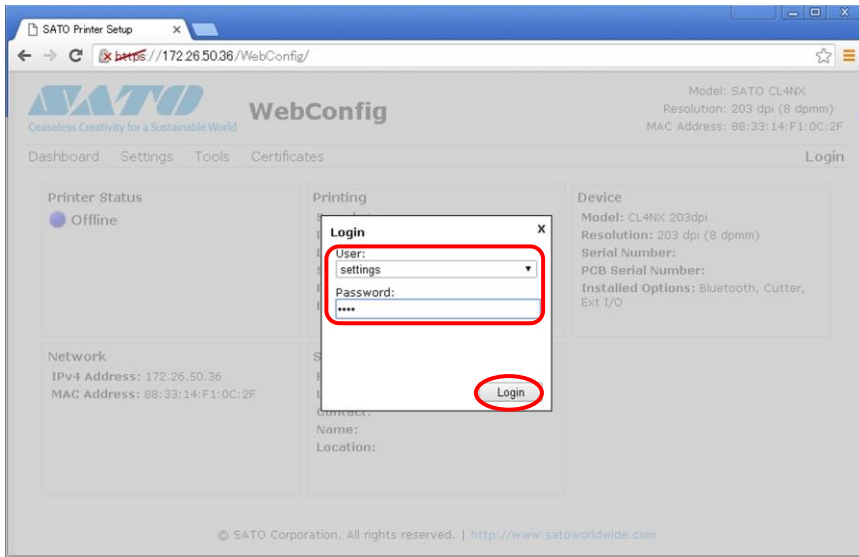 SATO Printer Setup
https://172.26.50.36/WebConfig/
SATO
Ceaseless Creativity for a Sustainable World
WebConfig
Model: SATO CL4NX
Resolution: 203 dpi (8 dpmm)
MAC Address: 88:33:14:F1:0C:2F
Dashboard Settings Tools Certificates
Login
Printer Status
Offline
Printing
Device
Model: CL4NX 203dpi
Resolution: 203 dpi (8 dpmm)
Serial Number:
PCB Serial Number:
Installed Options: Bluetooth, Cutter,
Ext I/O
Login X
User:
settings
Password:
••••
Login
Network
IPv4 Address: 172.26.50.36
MAC Address: 88:33:14:F1:0C:2F
Contact:
Name:
Location:
© SATO Corporation. All rights reserved. | http://www.satoworldwide.com